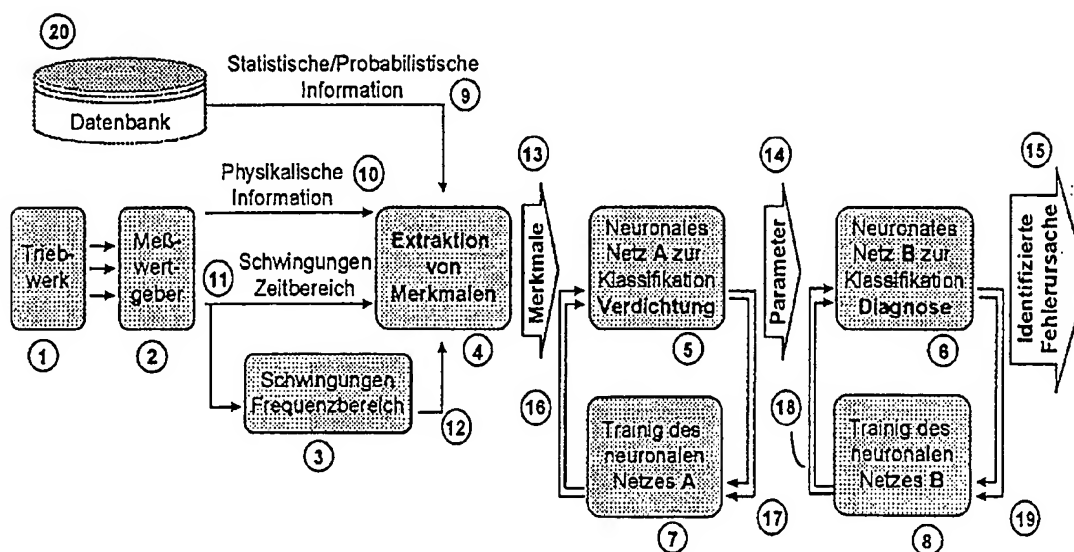 20
Statistische/Probabilistische
Information
9
Datenbank
13
14
15
Physikalische
Information
10
Trieb-
werk
1
Meß-
wert-
geber
2
11
Schwingungen
Zeitbereich
Extraktion
von
Merkmalen
4
Schwingungen
Frequenzbereich
3
12
Merkmale
Neuronales
Netz A zur
Klassifikation
Verdichtung
5
16
Trainig des
neuronalen
Netzes A
7
17
Parameter
Neuronales
Netz B zur
Klassifikation
Diagnose
6
18
Trainig des
neuronalen
Netzes B
8
19
Identifizierte
Fehlerursache